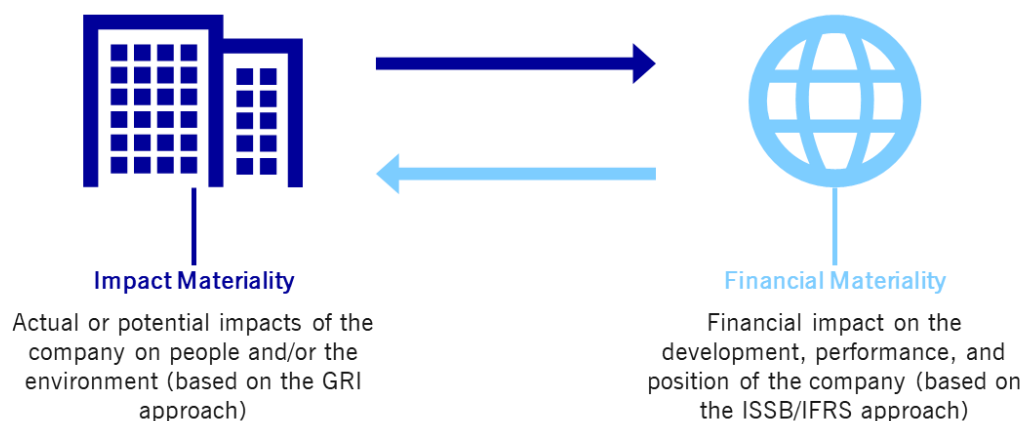 Impact Materiality
Actual or potential impacts of the
company on people and/or the
environment (based on the GRI
approach)
Financial Materiality
Financial impact on the
development, performance, and
position of the company (based on
the ISSB/IFRS approach)